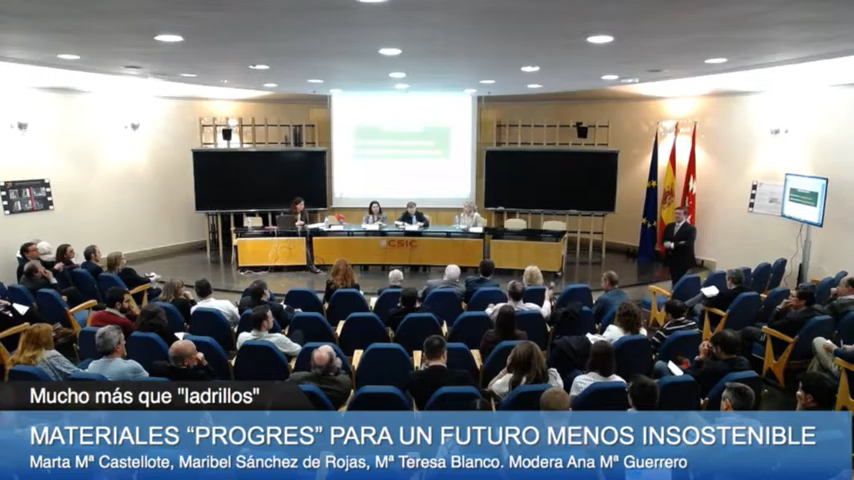 CSIC
Mucho más que "ladrillos"
MATERIALES “PROGRES” PARA UN FUTURO MENOS INSOSTENIBLE
Marta Mª Castellote, Maribel Sánchez de Rojas, Mª Teresa Blanco. Modera Ana Mª Guerrero